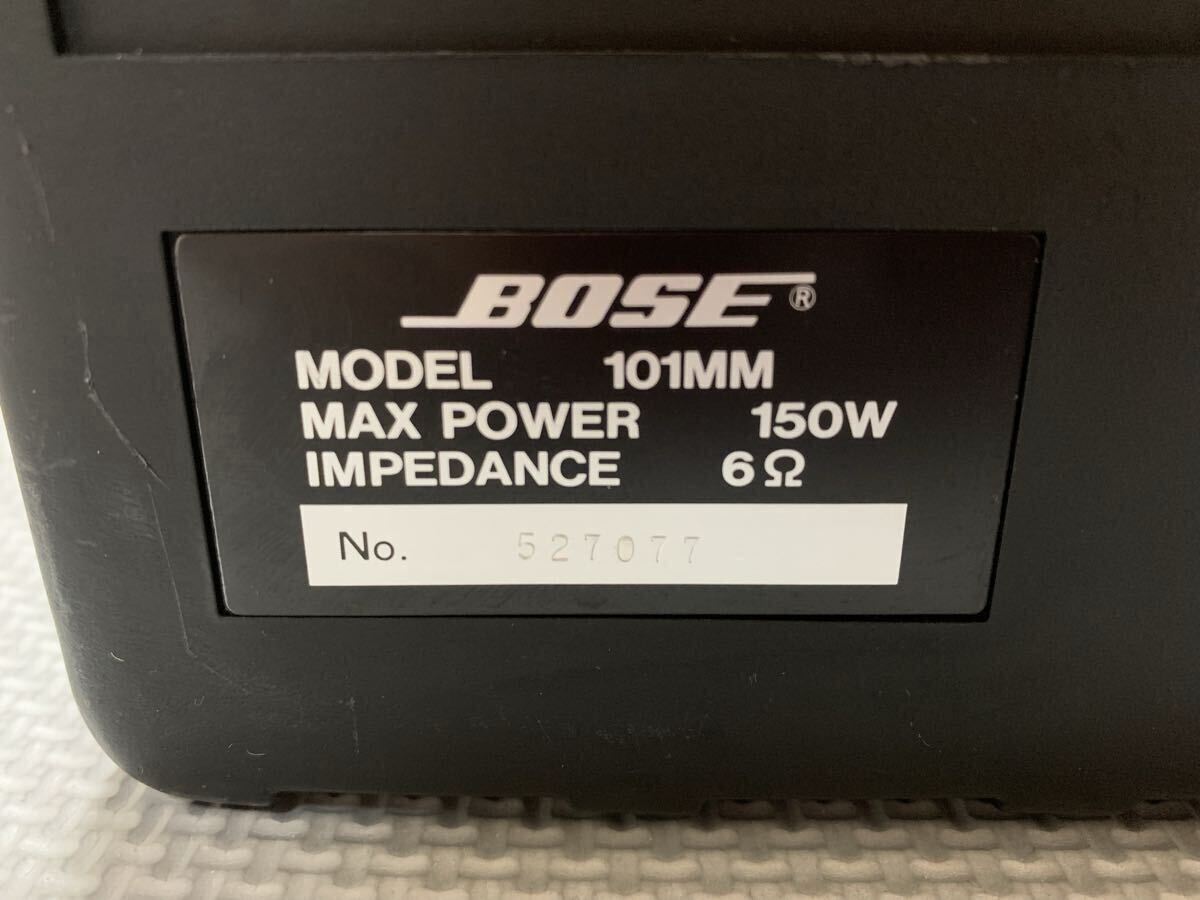 BOSE®
MODEL 101MM
MAX POWER 150W
IMPEDANCE 6Ω
No. 527077